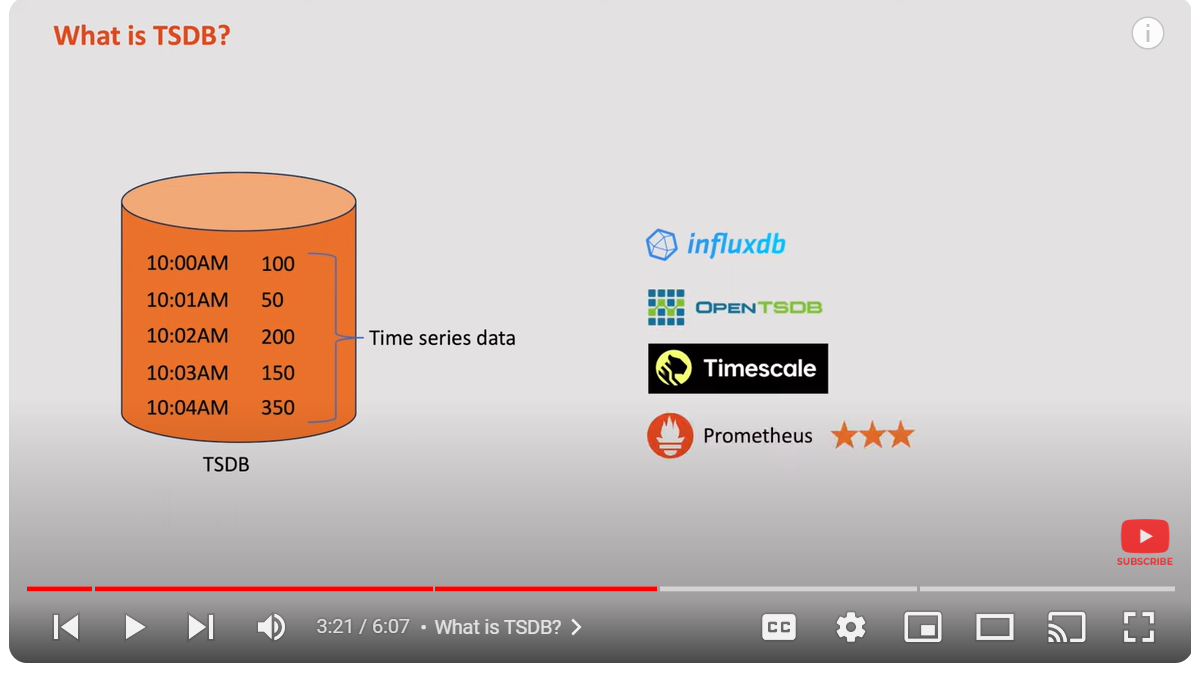 What is TSDB?
10:00AM 100
10:01AM 50
10:02AM 200
10:03AM 150
10:04AM 350
Time series data
TSDB
influxdb
OPENTSDB
Timescale
Prometheus
SUBSCRIBE
3:21 / 6:07 • What is TSDB?
CC